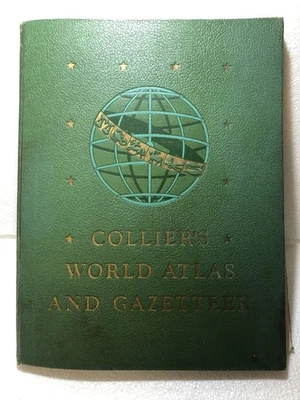 COLLIER'S
WORLD ATLAS
AND GAZETTEER